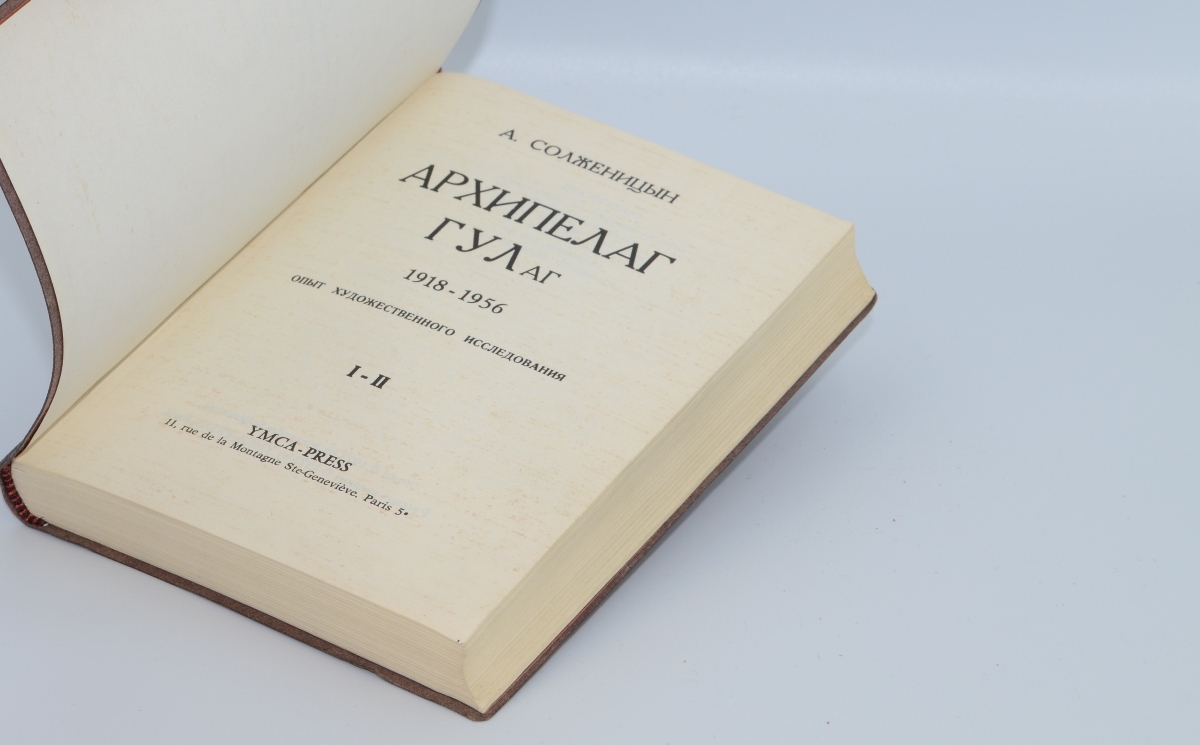 А. СОЛЖЕНИЦЫН
АРХИПЕЛАГ
ГУЛаг
1918 - 1956
ОПЫТ ХУДОЖЕСТВЕННОГО ИССЛЕДОВАНИЯ
I - II
YMCA-PRESS
11, rue de la Montagne Ste-Geneviève, Paris 5•